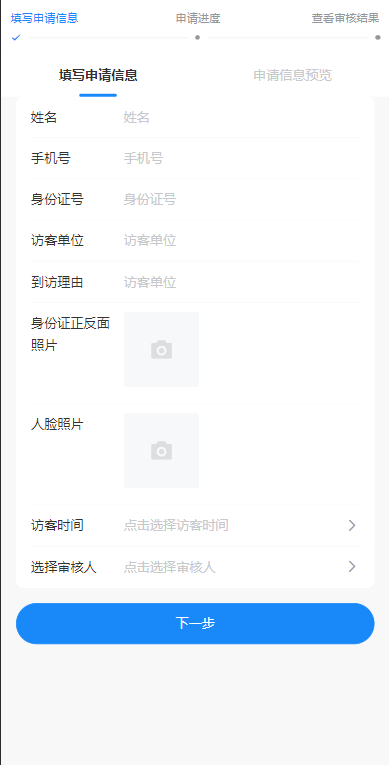 填写申请信息 申请进度 查看审核结果
填写申请信息 申请信息预览
姓名 姓名
手机号 手机号
身份证号 身份证号
访客单位 访客单位
到访理由 访客单位
身份证正反面
照片
人脸照片
访客时间 点击选择访客时间
选择审核人 点击选择审核人
下一步